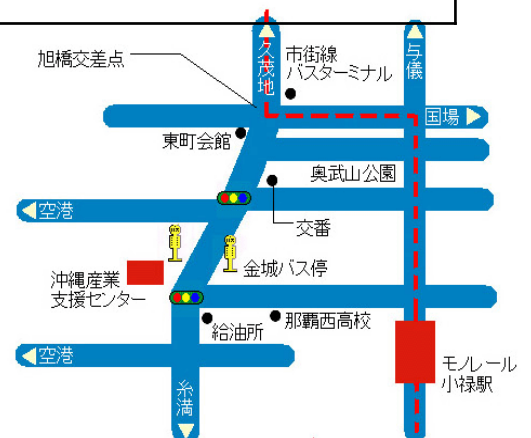 久茂地
与儀
旭橋交差点
市街線
バスターミナル
国場
東町会館
奥武山公園
空港
交番
金城バス停
沖縄産業
支援センター
給油所
那覇西高校
空港
糸満
モノレール
小禄駅